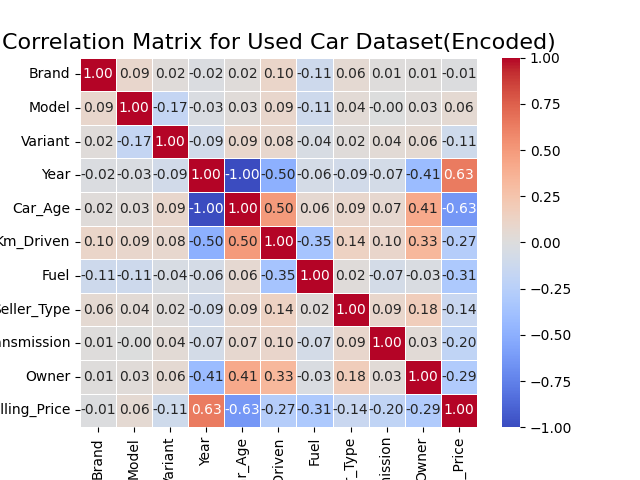 Correlation Matrix for Used Car Dataset(Encoded)
Brand 1.00 0.09 0.02 -0.02 0.02 0.10 -0.11 0.06 0.01 0.01 -0.01
Model 0.09 1.00 -0.17 -0.03 0.03 0.09 -0.11 0.04 -0.00 0.03 0.06
Variant 0.02 -0.17 1.00 -0.09 0.09 0.08 -0.04 0.02 0.04 0.06 -0.11
Year -0.02 -0.03 -0.09 1.00 -1.00 -0.50 -0.06 -0.09 -0.07 -0.41 0.63
Car_Age 0.02 0.03 0.09 -1.00 1.00 0.50 0.06 0.09 0.07 0.41 -0.63
Km_Driven 0.10 0.09 0.08 -0.50 0.50 1.00 -0.35 0.14 0.10 0.33 -0.27
Fuel -0.11 -0.11 -0.04 -0.06 0.06 -0.35 1.00 0.02 -0.07 -0.03 -0.31
eller_Type 0.06 0.04 0.02 -0.09 0.09 0.14 0.02 1.00 0.09 0.18 -0.14
nsmission 0.01 -0.00 0.04 -0.07 0.07 0.10 -0.07 0.09 1.00 0.03 -0.20
Owner 0.01 0.03 0.06 -0.41 0.41 0.33 -0.03 0.18 0.03 1.00 -0.29
lling_Price -0.01 0.06 -0.11 0.63 -0.63 -0.27 -0.31 -0.14 -0.20 -0.29 1.00
Brand Model ariant Year r_Age Driven Fuel r_Type mission Owner _Price
1.00
0.75
0.50
0.25
0.00
−0.25
−0.50
−0.75
−1.00